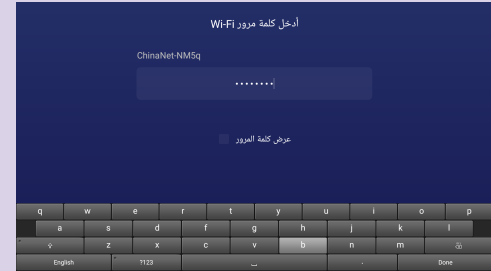 أدخل كلمة مرور Wi-Fi
ChinaNet-NM5q
••••••••
عرض كلمة المرور
q w e r t y u i o p
a s d f g h j k l
z x c v b n m
English ?123 . Done